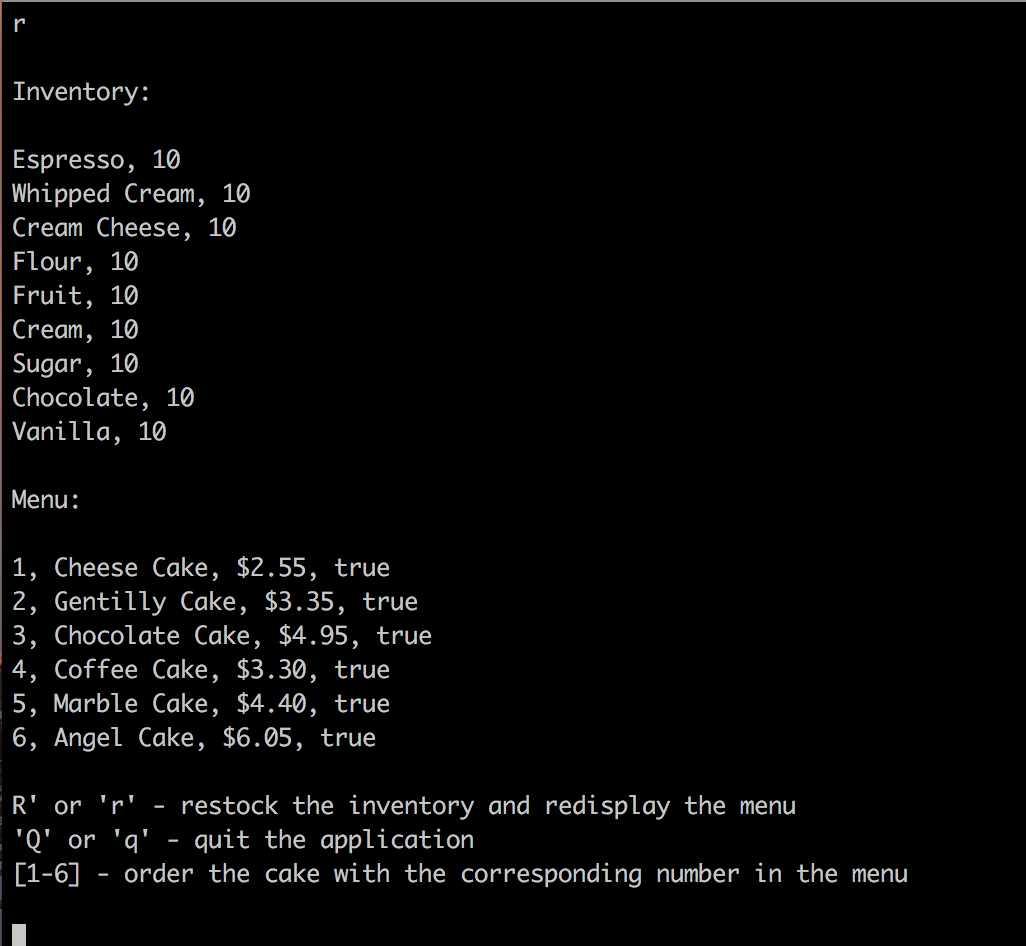 r
Inventory:
Espresso, 10
Whipped Cream, 10
Cream Cheese, 10
Flour, 10
Fruit, 10
Cream, 10
Sugar, 10
Chocolate, 10
Vanilla, 10
Menu:
1, Cheese Cake, $2.55, true
2, Gentilly Cake, $3.35, true
3, Chocolate Cake, $4.95, true
4, Coffee Cake, $3.30, true
5, Marble Cake, $4.40, true
6, Angel Cake, $6.05, true
R' or 'r' - restock the inventory and redisplay the menu
'Q' or 'q' - quit the application
[1-6] - order the cake with the corresponding number in the menu